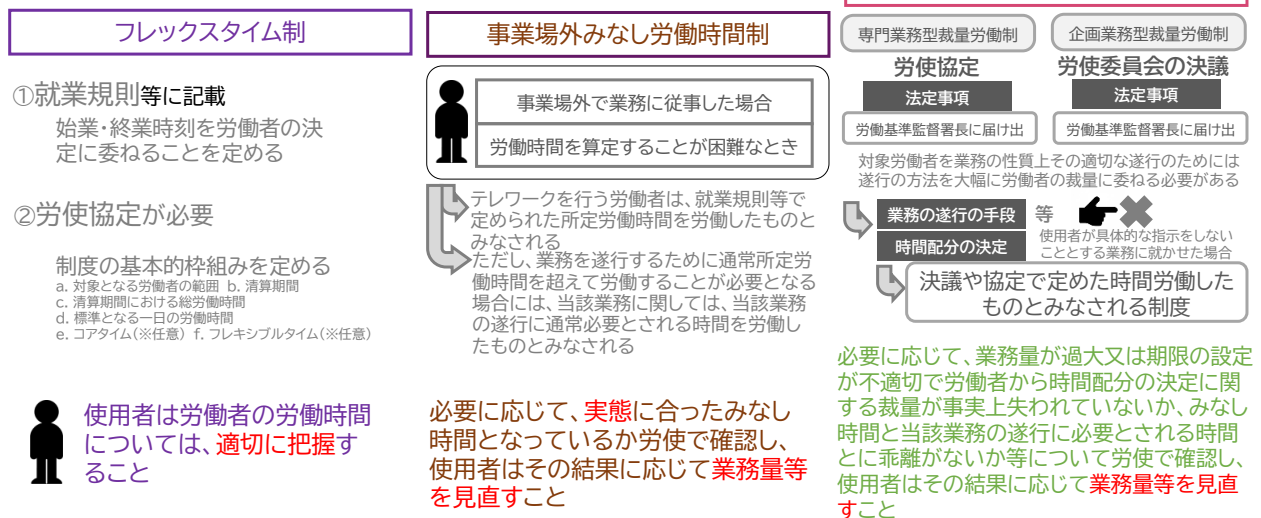 フレックスタイム制
①就業規則等に記載
始業・終業時刻を労働者の決
定に委ねることを定める
②労使協定が必要
制度の基本的枠組みを定める
a. 対象となる労働者の範囲 b. 清算期間
c. 清算期間における総労働時間
d. 標準となる一日の労働時間
e. コアタイム(※任意) f. フレキシブルタイム(※任意)
使用者は労働者の労働時間
については、適切に把握す
ること
事業場外みなし労働時間制
事業場外で業務に従事した場合
労働時間を算定することが困難なとき
テレワークを行う労働者は、就業規則等で
定められた所定労働時間を労働したものと
みなされる
ただし、業務を遂行するために通常所定労
働時間を超えて労働することが必要となる
場合には、当該業務に関しては、当該業務
の遂行に通常必要とされる時間を労働し
たものとみなされる
必要に応じて、実態に合ったみなし
時間となっているか労使で確認し、
使用者はその結果に応じて業務量等
を見直すこと
専門業務型裁量労働制
労使協定
法定事項
労働基準監督署長に届け出
企画業務型裁量労働制
労使委員会の決議
法定事項
労働基準監督署長に届け出
対象労働者を業務の性質上その適切な遂行のためには
遂行の方法を大幅に労働者の裁量に委ねる必要がある
業務の遂行の手段 等
時間配分の決定
使用者が具体的な指示をしない
こととする業務に就かせた場合
決議や協定で定めた時間労働した
ものとみなされる制度
必要に応じて、業務量が過大又は期限の設定
が不適切で労働者から時間配分の決定に関
する裁量が事実上失われていないか、みなし
時間と当該業務の遂行に必要とされる時間
とに乖離がないか等について労使で確認し、
使用者はその結果に応じて業務量等を見直
すこと